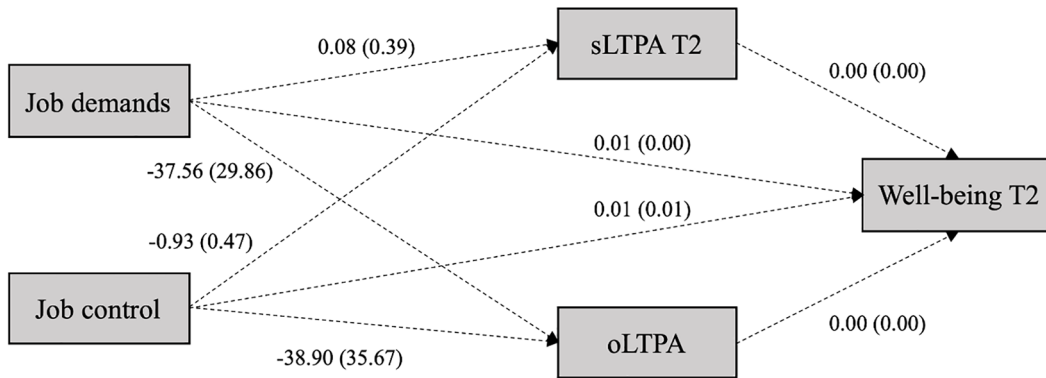 sLTPA T2
0.08 (0.39)
0.00 (0.00)
Job demands
0.01 (0.00)
-37.56 (29.86)
Well-being T2
0.01 (0.01)
-0.93 (0.47)
Job control
0.00 (0.00)
oLTPA
-38.90 (35.67)